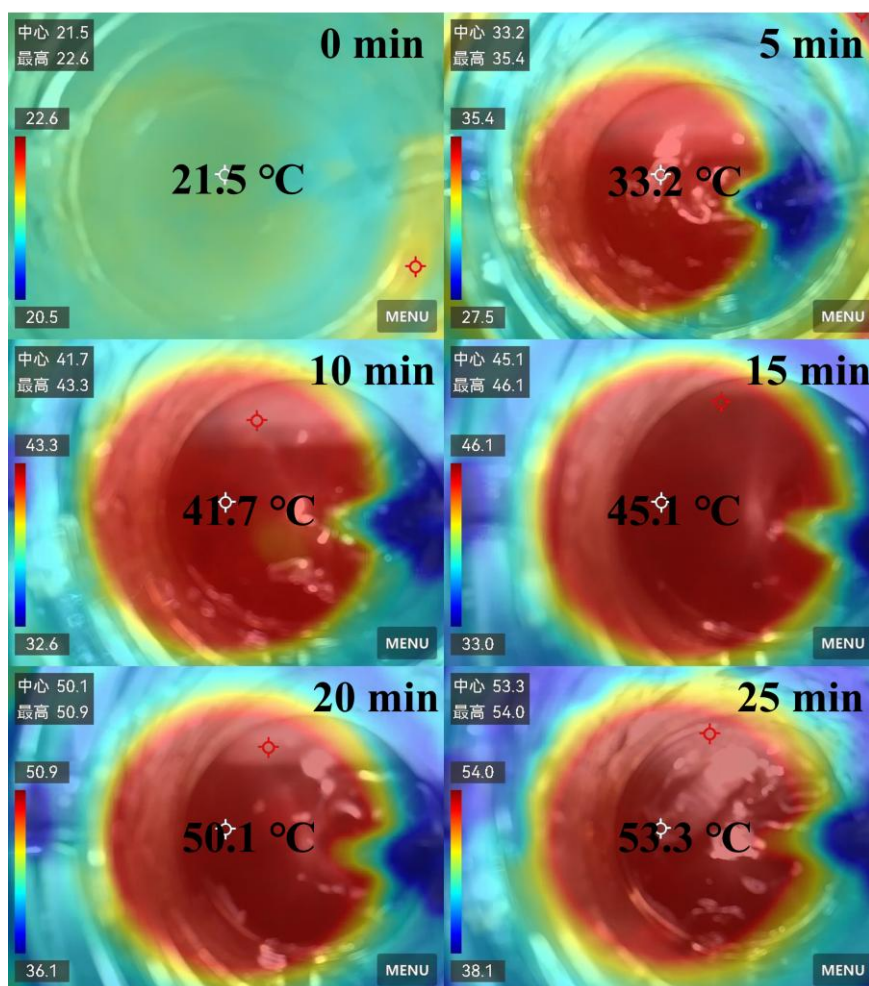 中心 21.5
最高 22.6
0 min
22.6
21.5 °C
20.5
MENU
中心 33.2
最高 35.4
5 min
35.4
33.2 °C
27.5
MENU
中心 41.7
最高 43.3
10 min
43.3
41.7 °C
32.6
MENU
中心 45.1
最高 46.1
15 min
46.1
45.1 °C
33.0
MENU
中心 50.1
最高 50.9
20 min
50.9
50.1 °C
36.1
MENU
中心 53.3
最高 54.0
25 min
54.0
53.3 °C
38.1
MENU